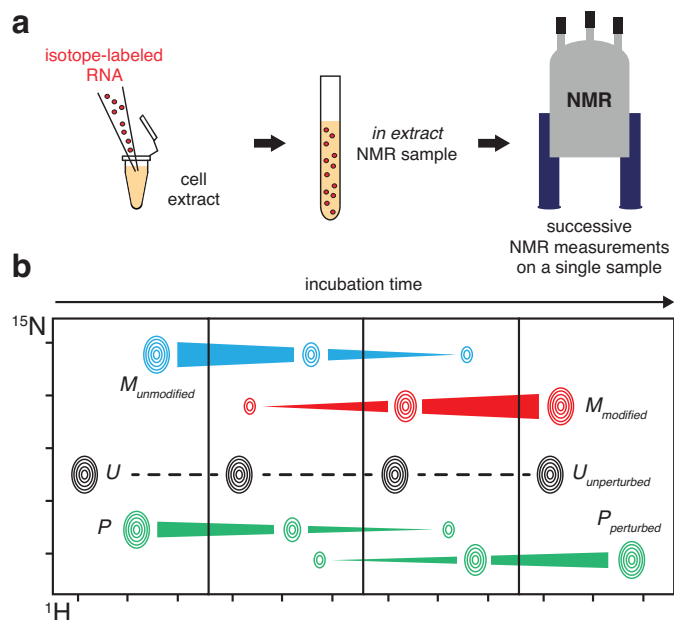 a
isotope-labeled
RNA
cell
extract
in extract
NMR sample
NMR
successive
NMR measurements
on a single sample
b
incubation time
15N
Munmodified
Mmodified
U
Uunperturbed
P
Pperturbed
1H